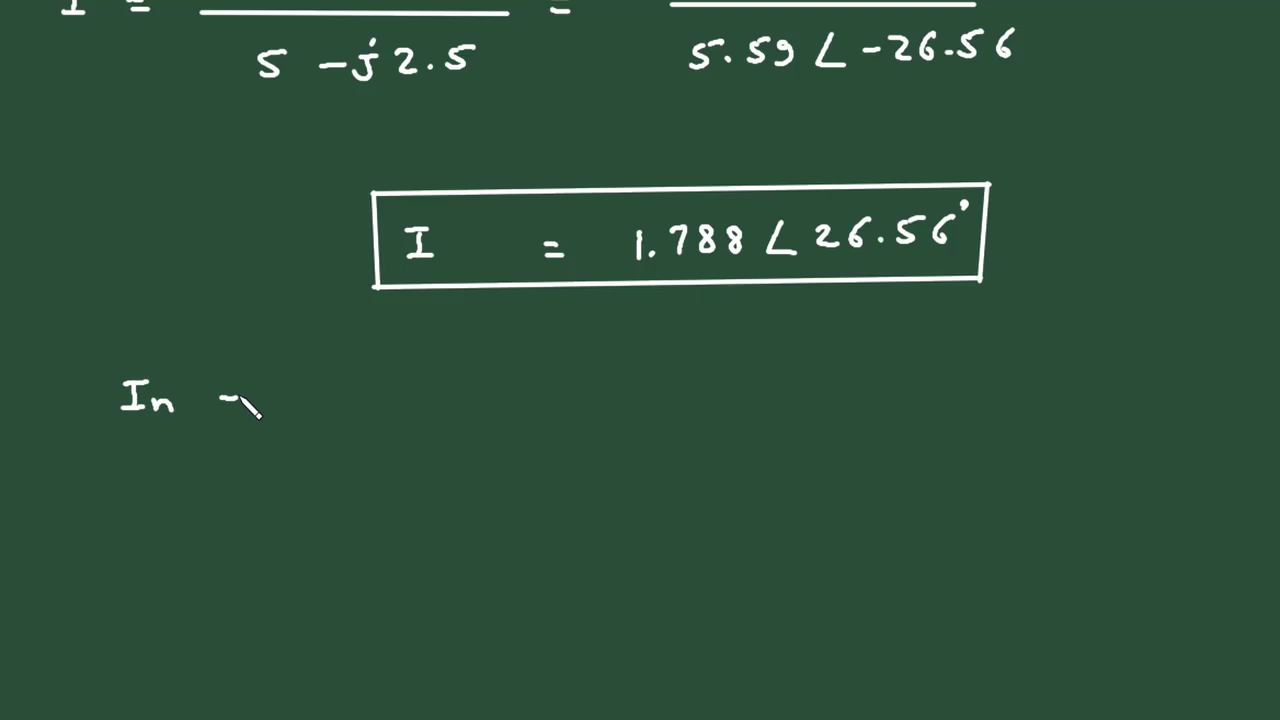 I = =
5 -j2.5 5.59∠-26.56
I = 1.788∠26.56°
In